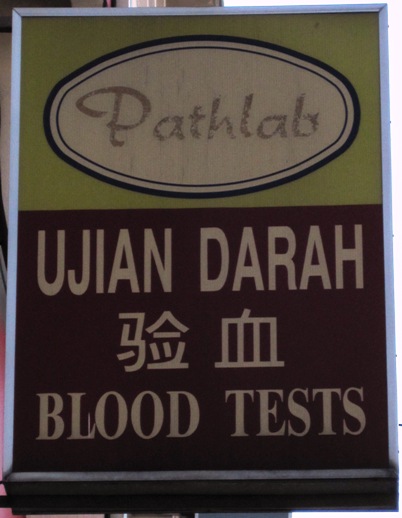 Pathlab
UJIAN DARAH
验血
BLOOD TESTS